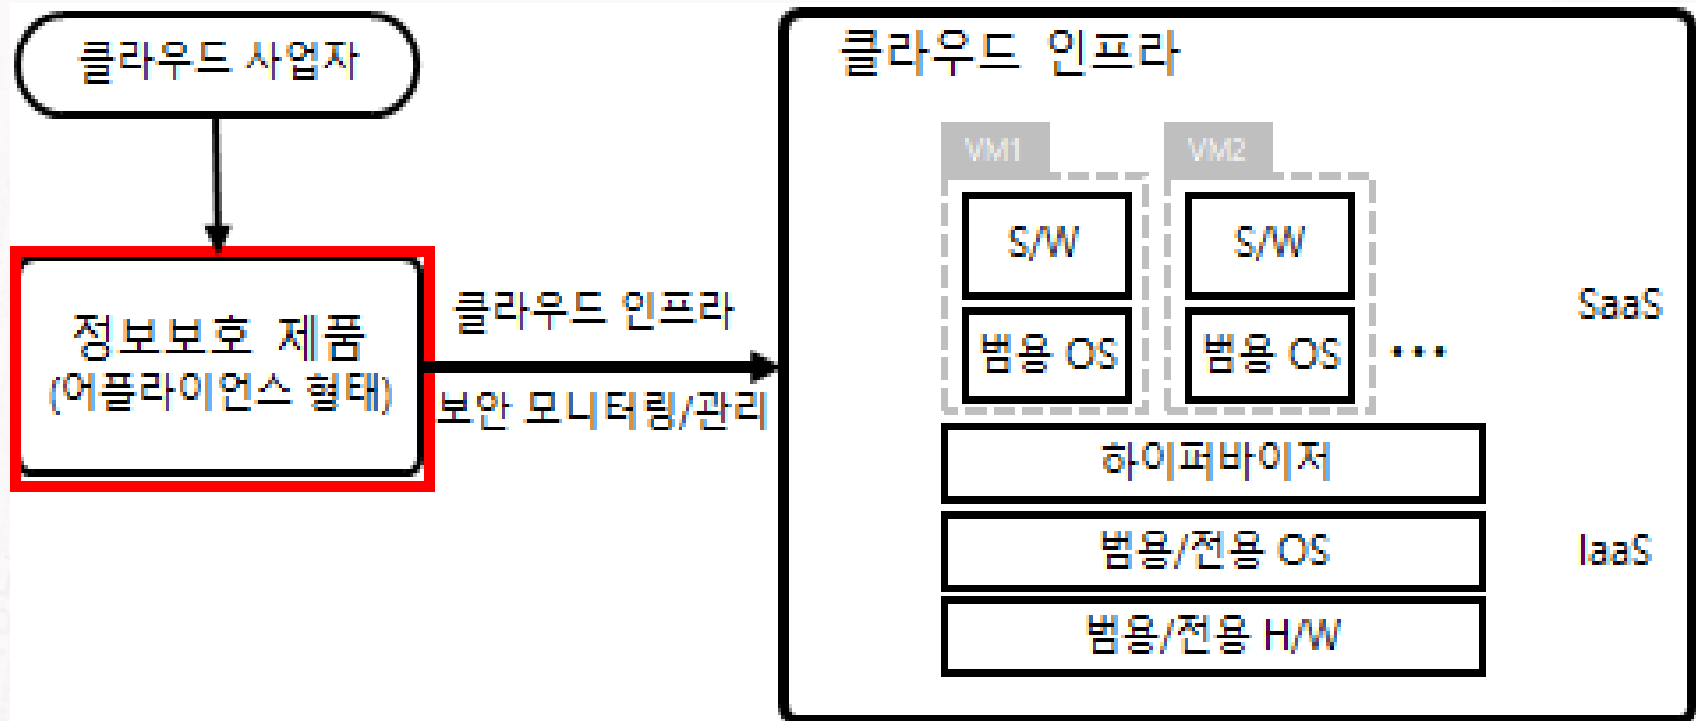 클라우드 사업자
정보보호 제품
(어플라이언스 형태)
클라우드 인프라
보안 모니터링/관리
클라우드 인프라
VM1
VM2
S/W
S/W
범용 OS
범용 OS
...
SaaS
하이퍼바이저
범용/전용 OS
IaaS
범용/전용 H/W